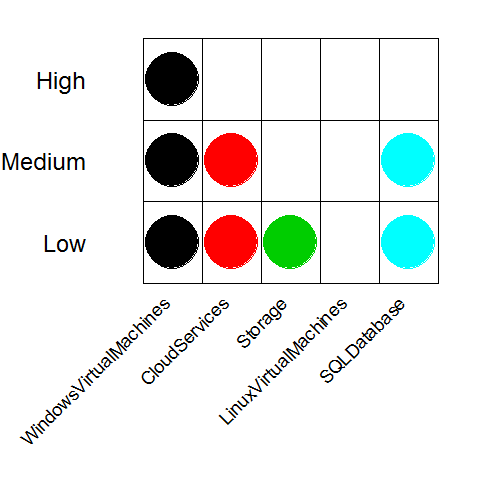 High
Medium
Low
WindowsVirtualMachines
CloudServices
Storage
LinuxVirtualMachines
SQLDatabase